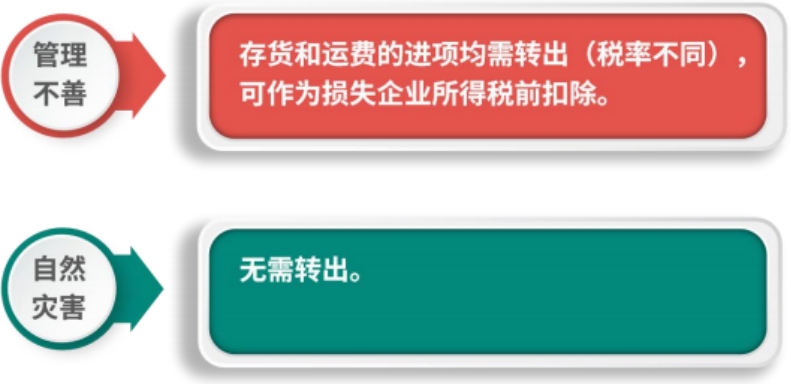 管理
不善
存货和运费的进项均需转出（税率不同），
可作为损失企业所得税前扣除。
自然
灾害
无需转出。